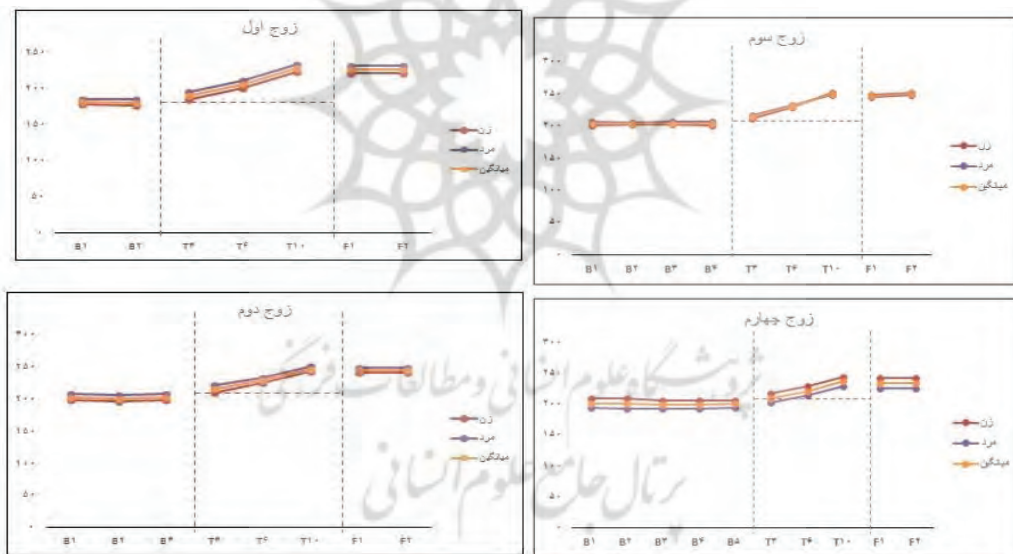 زوج اول
۲۵۰
۲۰۰
۱۵۰
۱۰۰
۵۰
۰
B۱ B۲ T۳ T۶ T۱۰ F۱ F۲
زن
مرد
میانگین
زوج سوم
۳۰۰
۲۵۰
۲۰۰
۱۵۰
۱۰۰
۵۰
۰
B۱ B۲ B۳ B۴ T۳ T۶ T۱۰ F۱ F۲
زن
مرد
میانگین
زوج دوم
۳۰۰
۲۵۰
۲۰۰
۱۵۰
۱۰۰
۵۰
۰
B۱ B۲ B۳ T۳ T۶ T۱۰ F۱ F۲
زن
مرد
میانگین
زوج چهارم
۳۰۰
۲۵۰
۲۰۰
۱۵۰
۱۰۰
۵۰
۰
B۱ B۲ B۳ B۴ B۵ T۳ T۶ T۱۰ F۱ F۲
زن
مرد
میانگین
پژوهشگاه علوم انسانی و مطالعات فرهنگی
پرتال جامع علوم انسانی